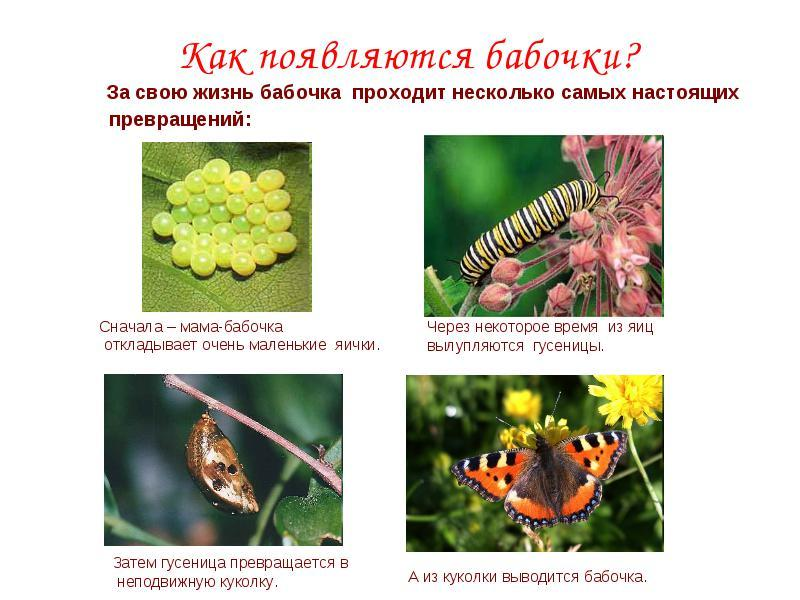 Как появляются бабочки?
За свою жизнь бабочка проходит несколько самых настоящих
превращений:
Сначала – мама-бабочка
откладывает очень маленькие яички.
Через некоторое время из яиц
вылупляются гусеницы.
Затем гусеница превращается в
неподвижную куколку.
А из куколки выводится бабочка.